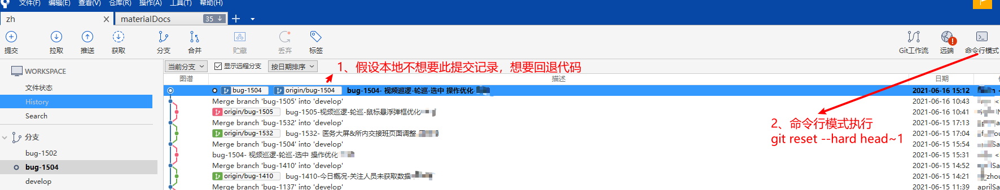 文件(F) 编辑(E) 查看(V) 仓库(R) 操作(A) 工具(T) 帮助(H)
zh materialDocs 35
提交 拉取 推送 获取 分支 合并 贮藏 丢弃 标签 Git工作流 远端 命令行模式
当前分支 显示远程分支 按日期排序
1、假设本地不想要此提交记录，想要回退代码
图谱 描述 日期
bug-1504 origin/bug-1504 bug-1504- 视频巡逻-轮巡-选中 操作优化- 2021-06-16 15:12
Merge branch 'bug-1505' into 'develop' 2021-06-16 10:43
origin/bug-1505 bug-1505-视频巡逻-轮巡-鼠标悬浮弹框优化 2021-06-16 10:41
Merge branch 'bug-1532' into 'develop' 2021-06-15 17:13
origin/bug-1532 bug-1532- 医务大屏&所内交接班页面调整 2021-06-15 17:04
Merge branch 'bug-1504' into 'develop' 2021-06-15 15:54
bug-1504- 视频巡逻-轮巡-选中 操作优化 2021-06-15 15:31
Merge branch 'bug-1410' into 'develop' 2021-06-15 14:52
origin/bug-1410 bug-1410-今日概况-关注人员未获取数据 2021-06-15 14:21
Merge branch 'bug-1137' into 'develop' 2021-06-15 11:39 aprilSa
2、命令行模式执行
git reset --hard head~1
WORKSPACE
文件状态
History
Search
分支
bug-1502
bug-1504
develop